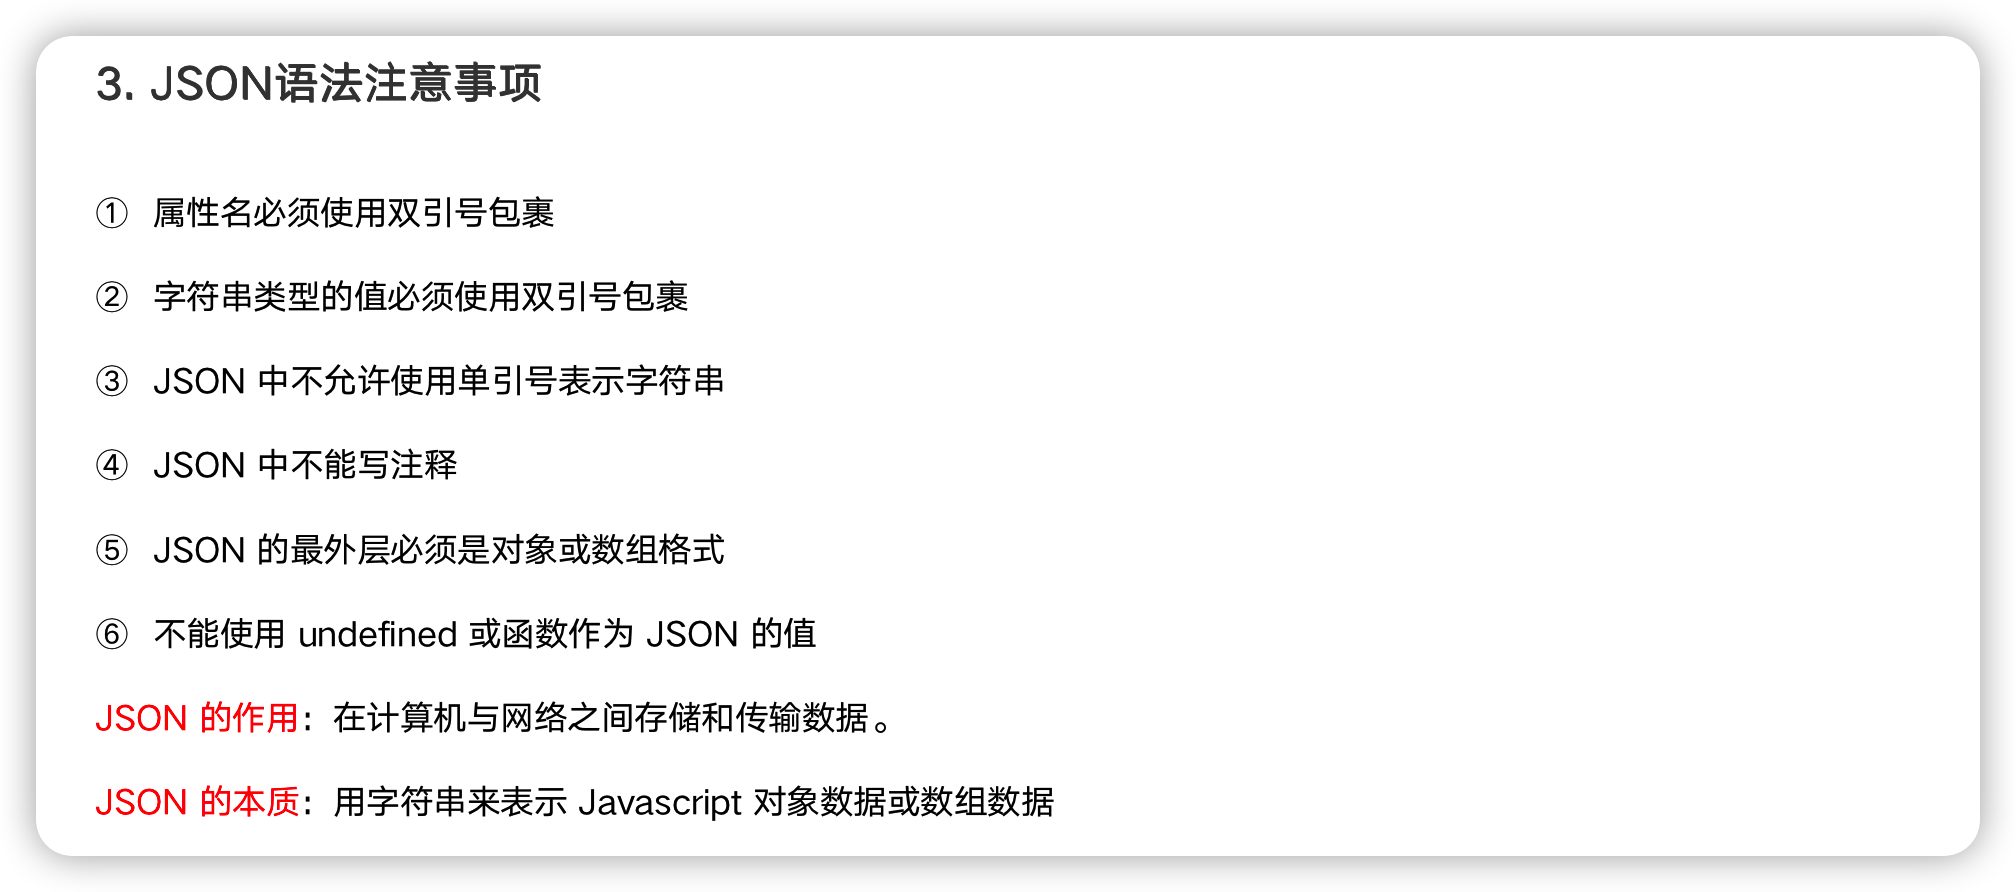 3. JSON语法注意事项
① 属性名必须使用双引号包裹
② 字符串类型的值必须使用双引号包裹
③ JSON 中不允许使用单引号表示字符串
④ JSON 中不能写注释
⑤ JSON 的最外层必须是对象或数组格式
⑥ 不能使用 undefined 或函数作为 JSON 的值
JSON 的作用：在计算机与网络之间存储和传输数据。
JSON 的本质：用字符串来表示 Javascript 对象数据或数组数据